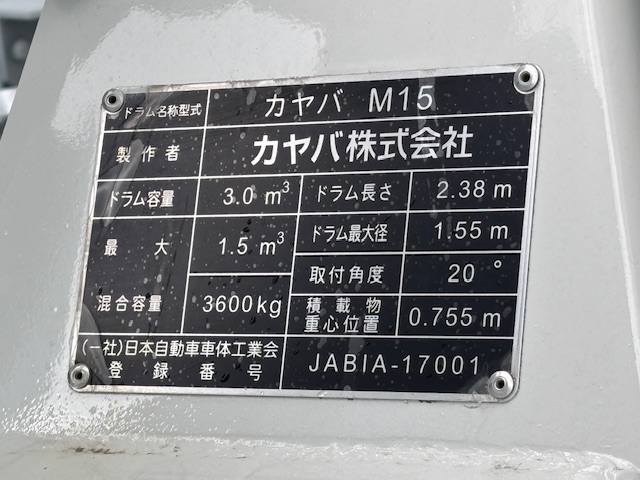 ドラム名称型式 カヤバ M15
製作者 カヤバ株式会社
ドラム容量 3.0 m³ ドラム長さ 2.38 m
最大 1.5 m³ ドラム最大径 1.55 m
取付角度 20 °
混合容量 3600kg 積載物
重心位置 0.755 m
(一社)日本自動車車体工業会
登録番号 JABIA-17001